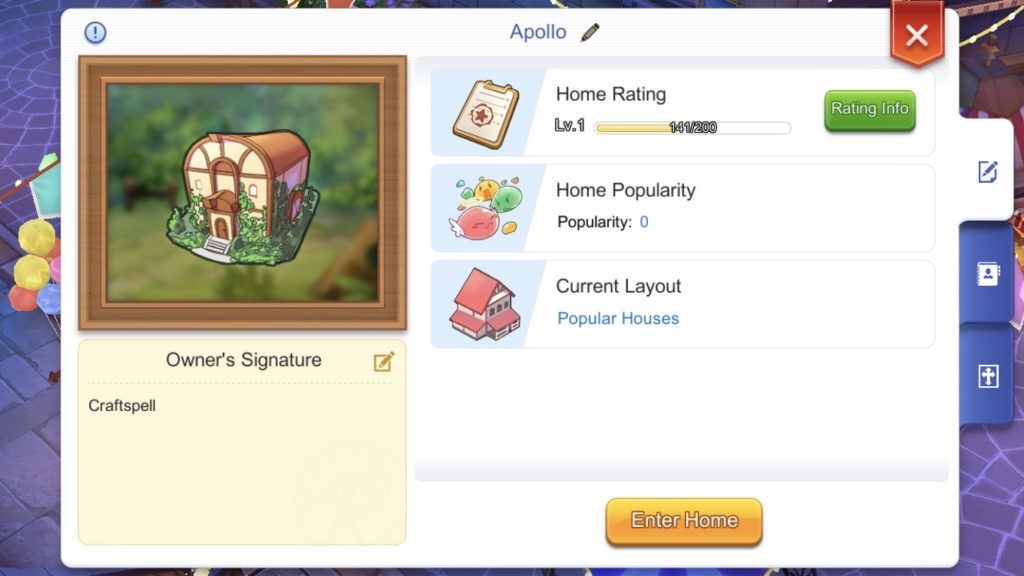 Apollo
Home Rating
Lv.1 141/200
Rating Info
Home Popularity
Popularity: 0
Current Layout
Popular Houses
Owner's Signature
Craftspell
Enter Home